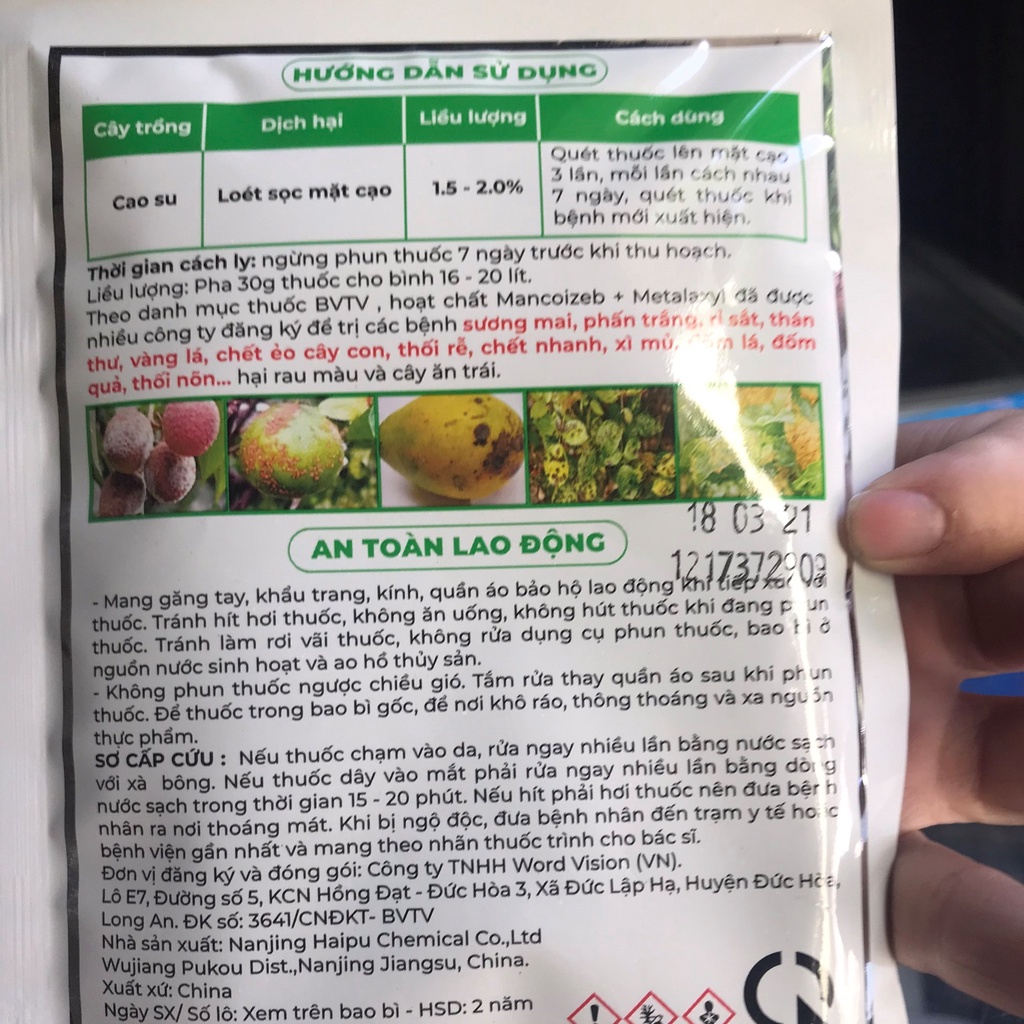 HƯỚNG DẪN SỬ DỤNG
Cây trồng Dịch hại Liều lượng Cách dùng
Cao su Loét sọc mặt cạo 1.5 - 2.0% Quét thuốc lên mặt cạo
3 lần, mỗi lần cách nhau
7 ngày, quét thuốc khi
bệnh mới xuất hiện.
Thời gian cách ly: ngừng phun thuốc 7 ngày trước khi thu hoạch.
Liều lượng: Pha 30g thuốc cho bình 16 - 20 lít.
Theo danh mục thuốc BVTV , hoạt chất Mancoizeb + Metalaxyl đã được
nhiều công ty đăng ký để trị các bệnh sương mai, phấn trắng, rỉ sắt, thán
thư, vàng lá, chết ẻo cây con, thối rễ, chết nhanh, xì mủ, đốm lá, đốm
quả, thối nõn... hại rau màu và cây ăn trái.
18 03 21
AN TOÀN LAO ĐỘNG
1217372909
- Mang găng tay, khẩu trang, kính, quần áo bảo hộ lao động khi tiếp xúc với
thuốc. Tránh hít hơi thuốc, không ăn uống, không hút thuốc khi đang phun
thuốc. Tránh làm rơi vãi thuốc, không rửa dụng cụ phun thuốc, bao bì ở
nguồn nước sinh hoạt và ao hồ thủy sản.
- Không phun thuốc ngược chiều gió. Tắm rửa thay quần áo sau khi phun
thuốc. Để thuốc trong bao bì gốc, để nơi khô ráo, thông thoáng và xa nguồn
thực phẩm.
SƠ CẤP CỨU : Nếu thuốc chạm vào da, rửa ngay nhiều lần bằng nước sạch
với xà bông. Nếu thuốc dây vào mắt phải rửa ngay nhiều lần bằng dòng
nước sạch trong thời gian 15 - 20 phút. Nếu hít phải hơi thuốc nên đưa bệnh
nhân ra nơi thoáng mát. Khi bị ngộ độc, đưa bệnh nhân đến trạm y tế hoặc
bệnh viện gần nhất và mang theo nhãn thuốc trình cho bác sĩ.
Đơn vị đăng ký và đóng gói: Công ty TNHH Word Vision (VN).
Lô E7, Đường số 5, KCN Hồng Đạt - Đức Hòa 3, Xã Đức Lập Hạ, Huyện Đức Hòa,
Long An. ĐK số: 3641/CNĐKT- BVTV
Nhà sản xuất: Nanjing Haipu Chemical Co.,Ltd
Wujiang Pukou Dist.,Nanjing Jiangsu, China.
Xuất xứ: China
Ngày SX/ Số lô: Xem trên bao bì - HSD: 2 năm